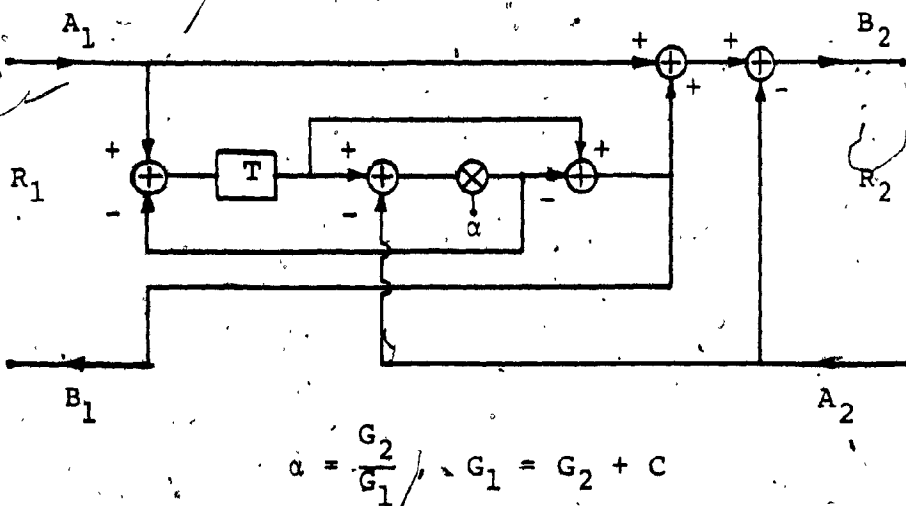 A1
B2
+ + + -
+ T + +
R1
R2
- - - α
B1
A2
α = G2/G1, G1 = G2 + C